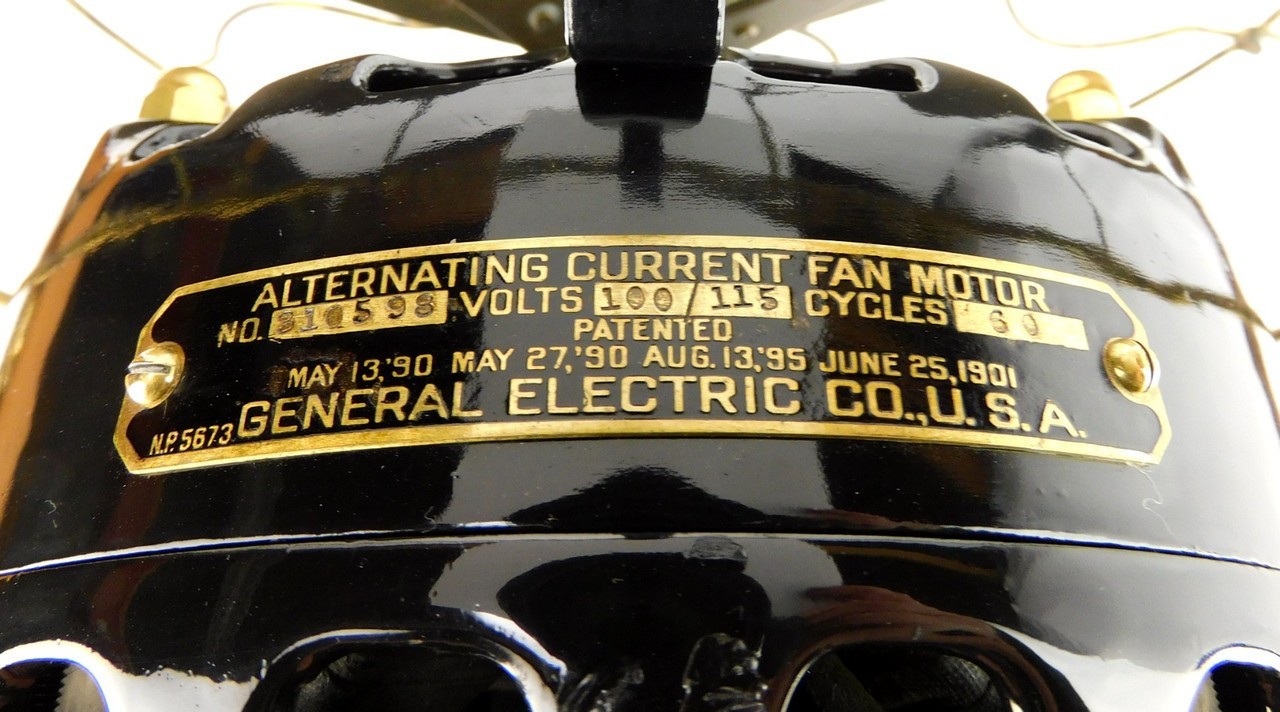 ALTERNATING CURRENT FAN MOTOR
NO. 310598 VOLTS 100/115 CYCLES 60
PATENTED
MAY 13,'90 MAY 27,'90 AUG. 13,'95 JUNE 25,1901
N.P. 5673 GENERAL ELECTRIC CO., U.S.A.